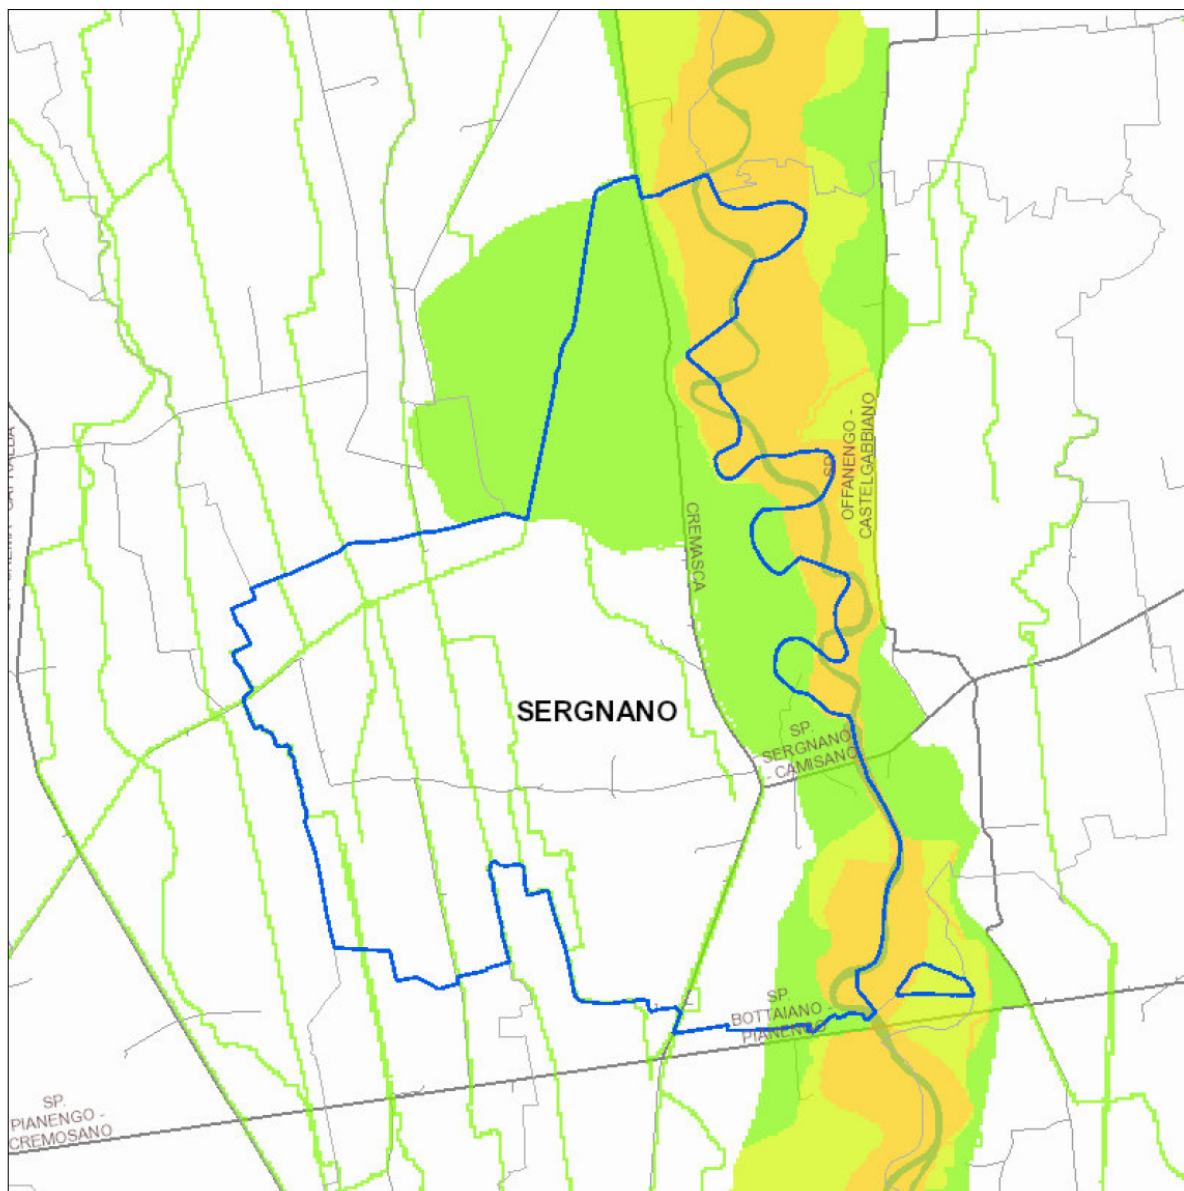 OFFANENGO -
CASTELGABBIANO
SP.
CREMASCA
SERGNANO
SP.
SERGNANO
- CAMISANO
SP.
BOTTAIANO -
PIANENGO
SP.
PIANENGO -
CREMOSANO